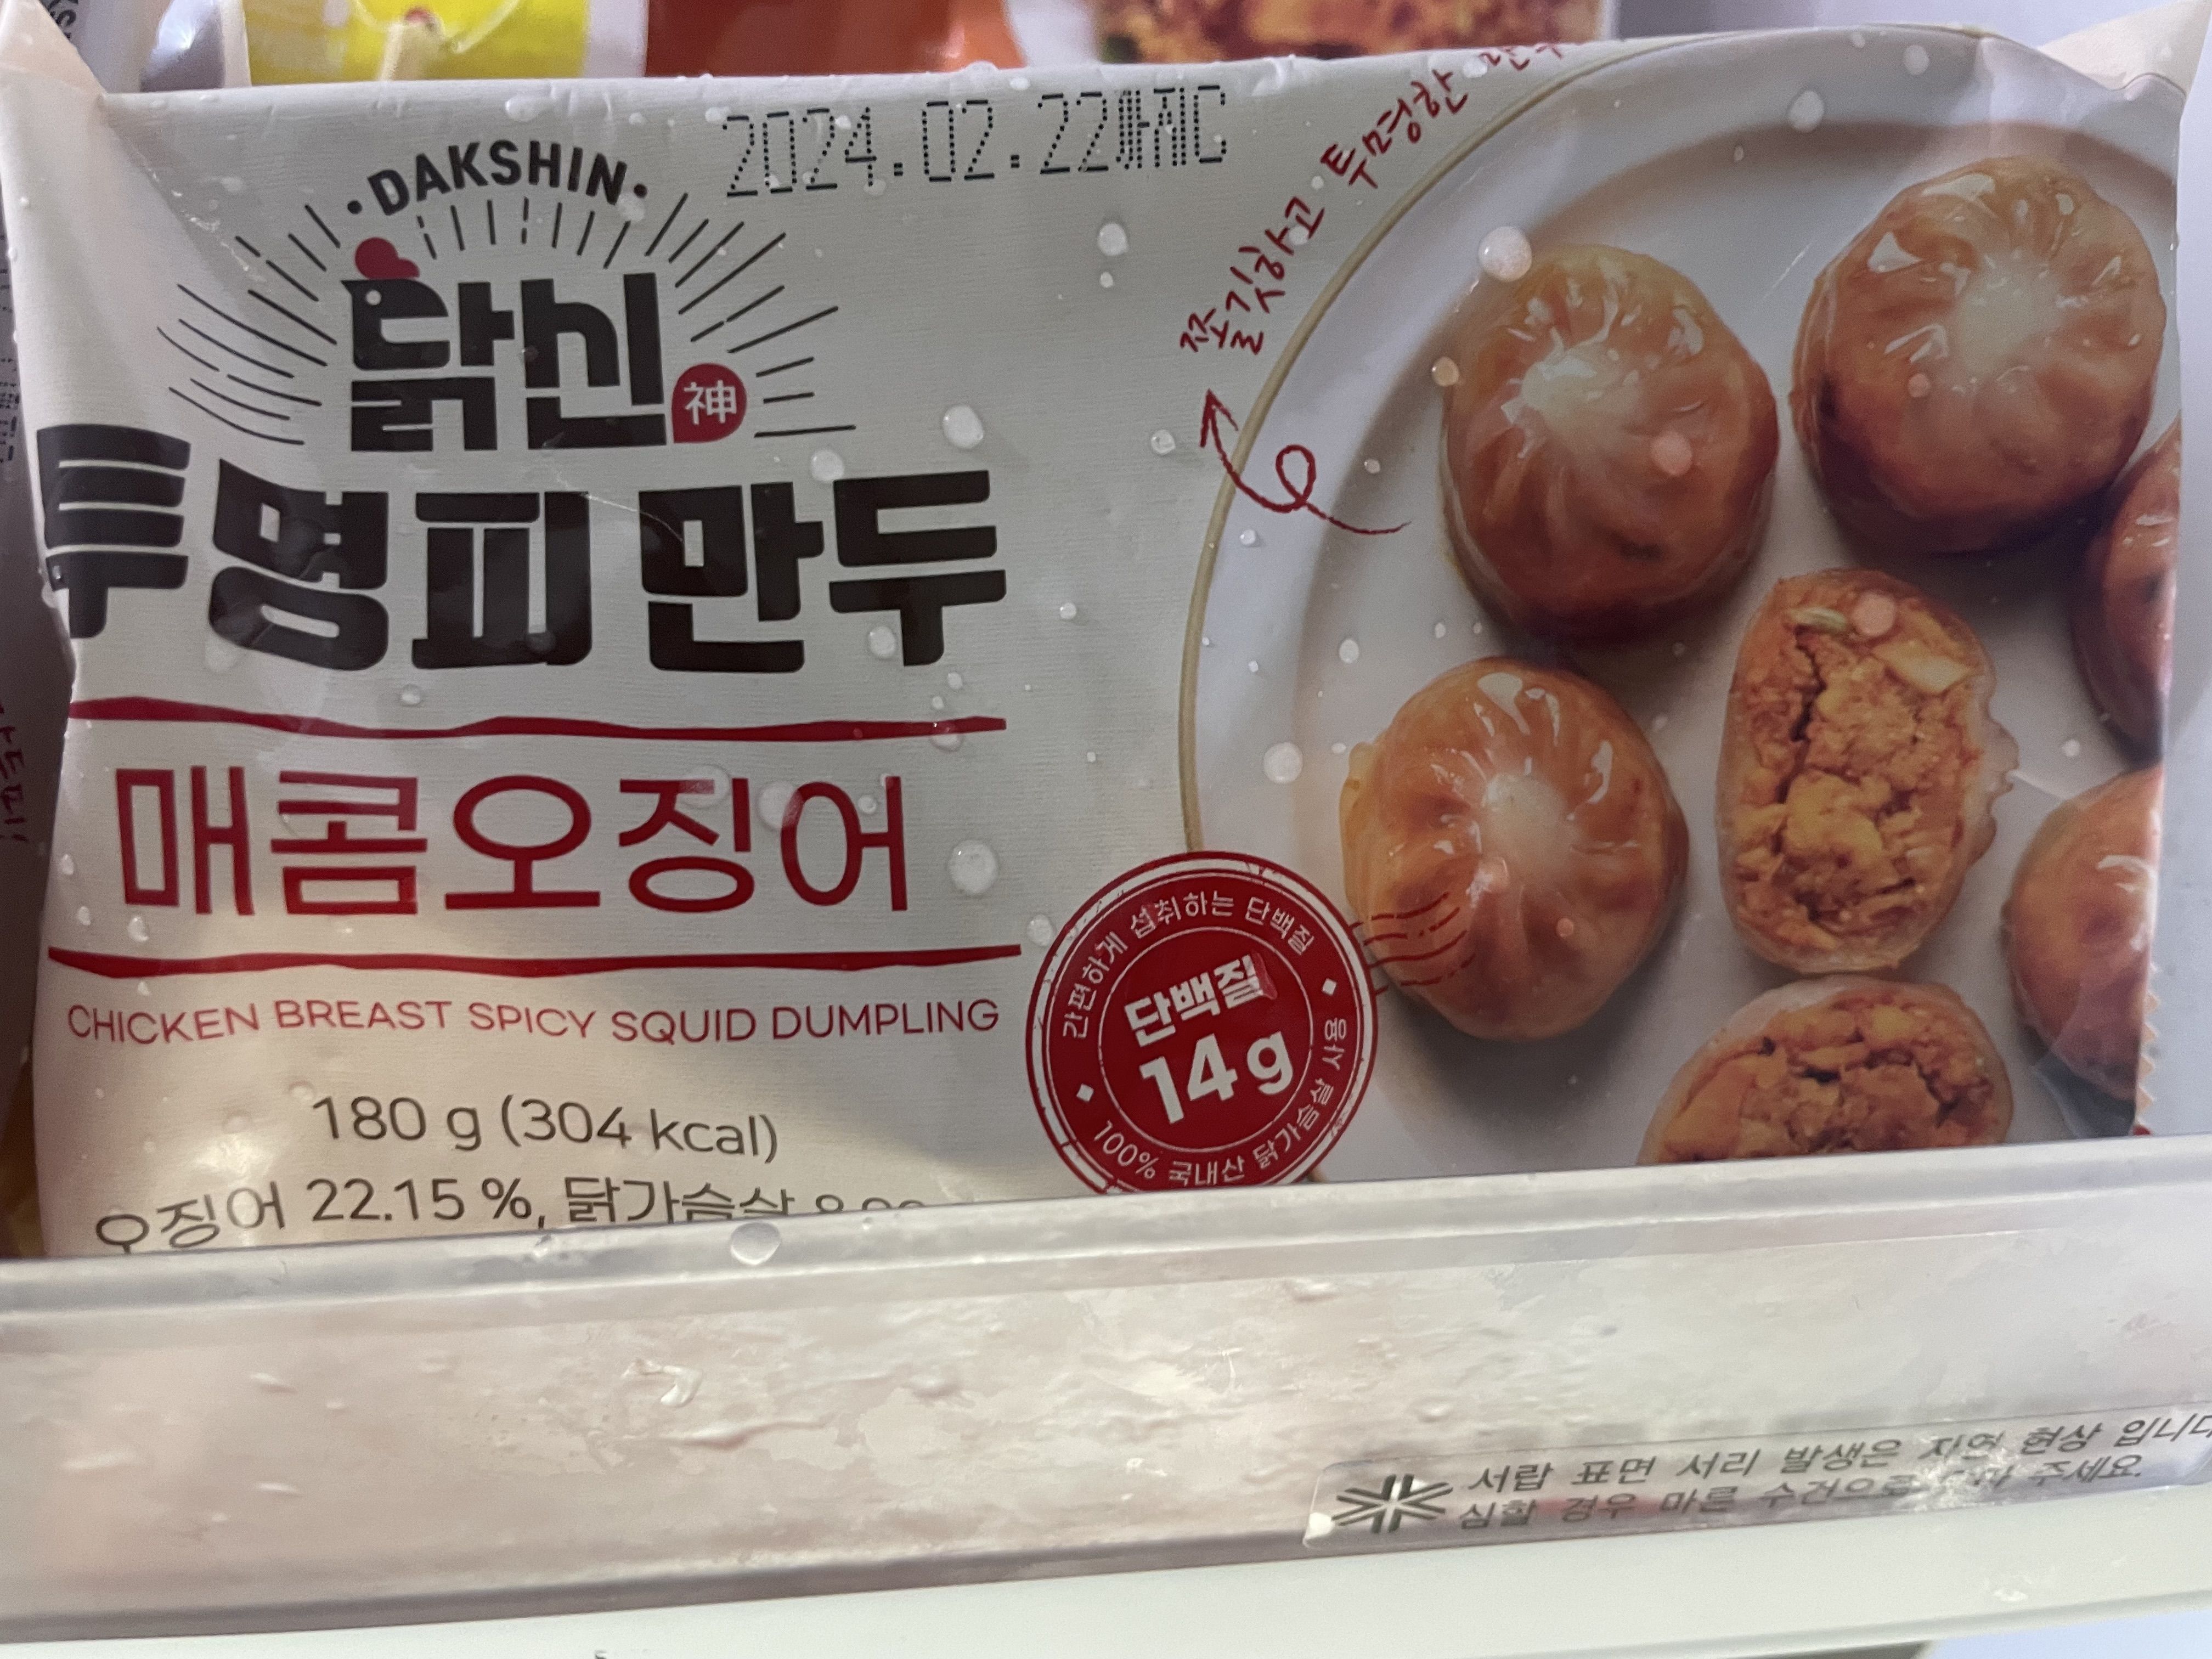 2024.02.22까지C
DAKSHIN
닭신
神
투명피 만두
매콤오징어
CHICKEN BREAST SPICY SQUID DUMPLING
180 g (304 kcal)
오징어 22.15 %, 닭가슴살
쫄깃하고 투명한
간편하게 섭취하는 단백질
단백질
14g
100% 국내산 닭가슴살 사용
서랍 표면 서리 발생은 자연 현상 입니다
심할 경우 마른 수건으로 주세요.